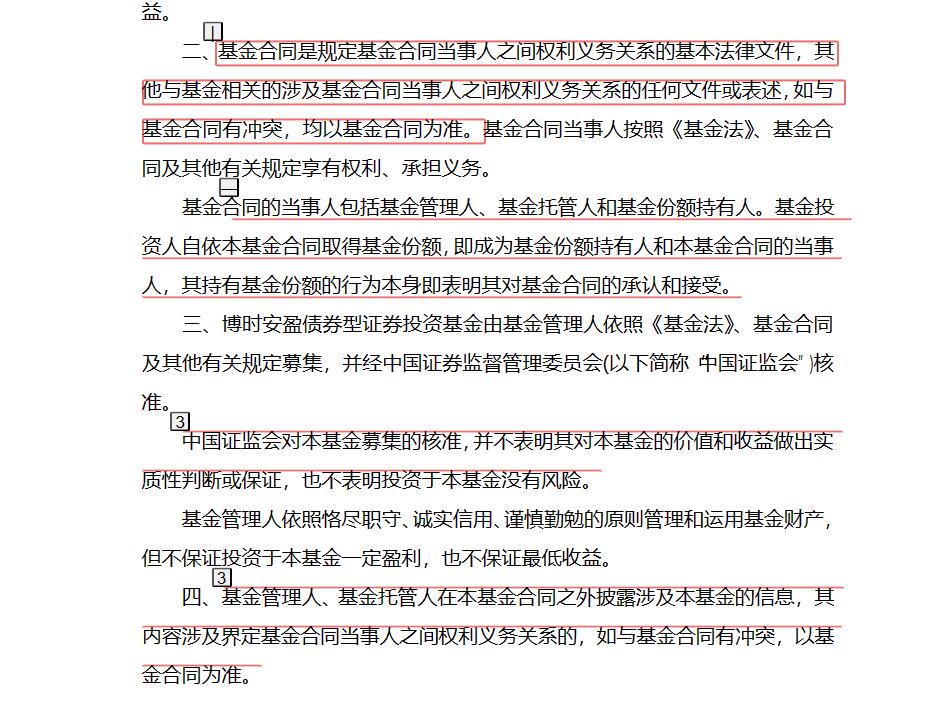 益。
|
二、基金合同是规定基金合同当事人之间权利义务关系的基本法律文件，其
他与基金相关的涉及基金合同当事人之间权利义务关系的任何文件或表述，如与
基金合同有冲突，均以基金合同为准。基金合同当事人按照《基金法》、基金合
同及其他有关规定享有权利、承担义务。
—
基金合同的当事人包括基金管理人、基金托管人和基金份额持有人。基金投
资人自依本基金合同取得基金份额，即成为基金份额持有人和本基金合同的当事
人，其持有基金份额的行为本身即表明其对基金合同的承认和接受。
三、博时安盈债券型证券投资基金由基金管理人依照《基金法》、基金合同
及其他有关规定募集，并经中国证券监督管理委员会(以下简称“中国证监会”)核
准。
3
中国证监会对本基金募集的核准，并不表明其对本基金的价值和收益做出实
质性判断或保证，也不表明投资于本基金没有风险。
基金管理人依照恪尽职守、诚实信用、谨慎勤勉的原则管理和运用基金财产，
但不保证投资于本基金一定盈利，也不保证最低收益。
3
四、基金管理人、基金托管人在本基金合同之外披露涉及本基金的信息，其
内容涉及界定基金合同当事人之间权利义务关系的，如与基金合同有冲突，以基
金合同为准。